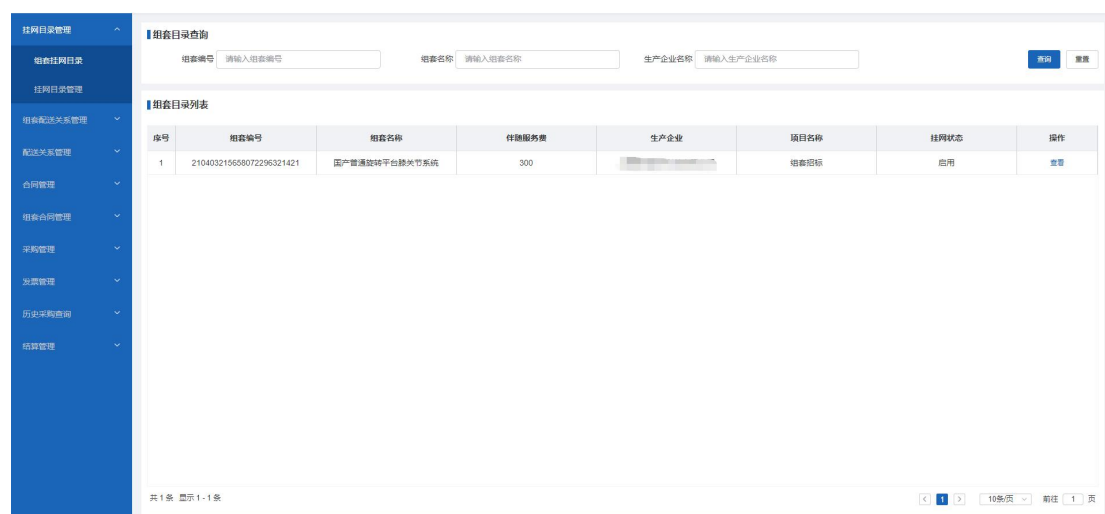 挂网目录管理
组套挂网目录
挂网目录管理
组套配送关系管理
配送关系管理
合同管理
组套合同管理
采购管理
发票管理
历史采购查询
结算管理
组套目录查询
组套编号 请输入组套编号 组套名称 请输入组套名称 生产企业名称 请输入生产企业名称 查询 重置
组套目录列表
序号 组套编号 组套名称 伴随服务费 生产企业 项目名称 挂网状态 操作
1 210403215658072296321421 国产普通旋转平台膝关节系统 300 组套招标 启用 查看
共 1 条 显示 1 - 1 条 < 1 > 10条/页 前往 1 页